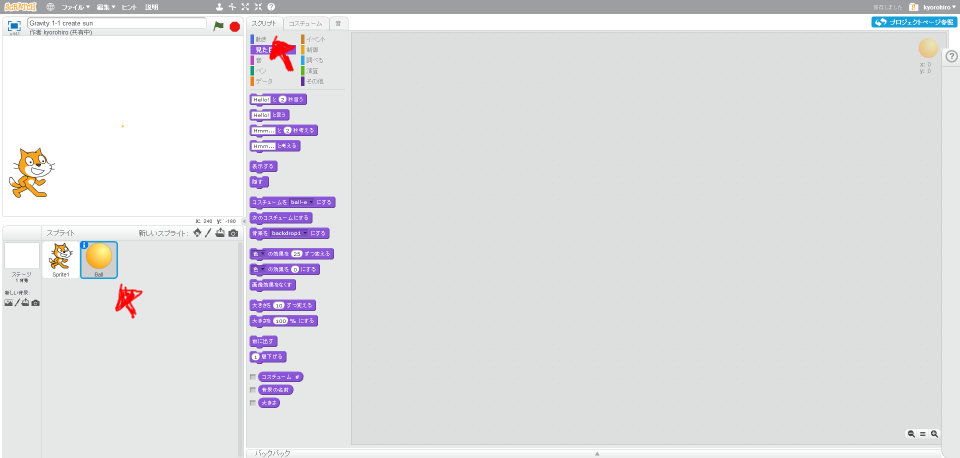 SCRATCH ファイル▼ 編集▼ ヒント 説明
保存しました kyorohiro▼
Gravity 1-1 create sun
作者 kyorohiro (共有中)
スクリプト コスチューム 音
プロジェクトページ参照
動き イベント
見た目 制御
音 調べる
ペン 演算
データ その他
x: 0
y: 0
Hello! と 2 秒言う
Hello! と言う
Hmm... と 2 秒考える
Hmm... と考える
表示する
隠す
コスチュームを ball-a にする
次のコスチュームにする
背景を backdrop1 にする
色 の効果を 25 ずつ変える
色 の効果を 0 にする
画像効果をなくす
大きさを 10 ずつ変える
大きさを 100 % にする
前に出す
1 層下げる
コスチューム #
背景の名前
大きさ
x: 240 y: -180
スプライト 新しいスプライト:
ステージ
1 背景
新しい背景:
Sprite1
Ball
バックパック